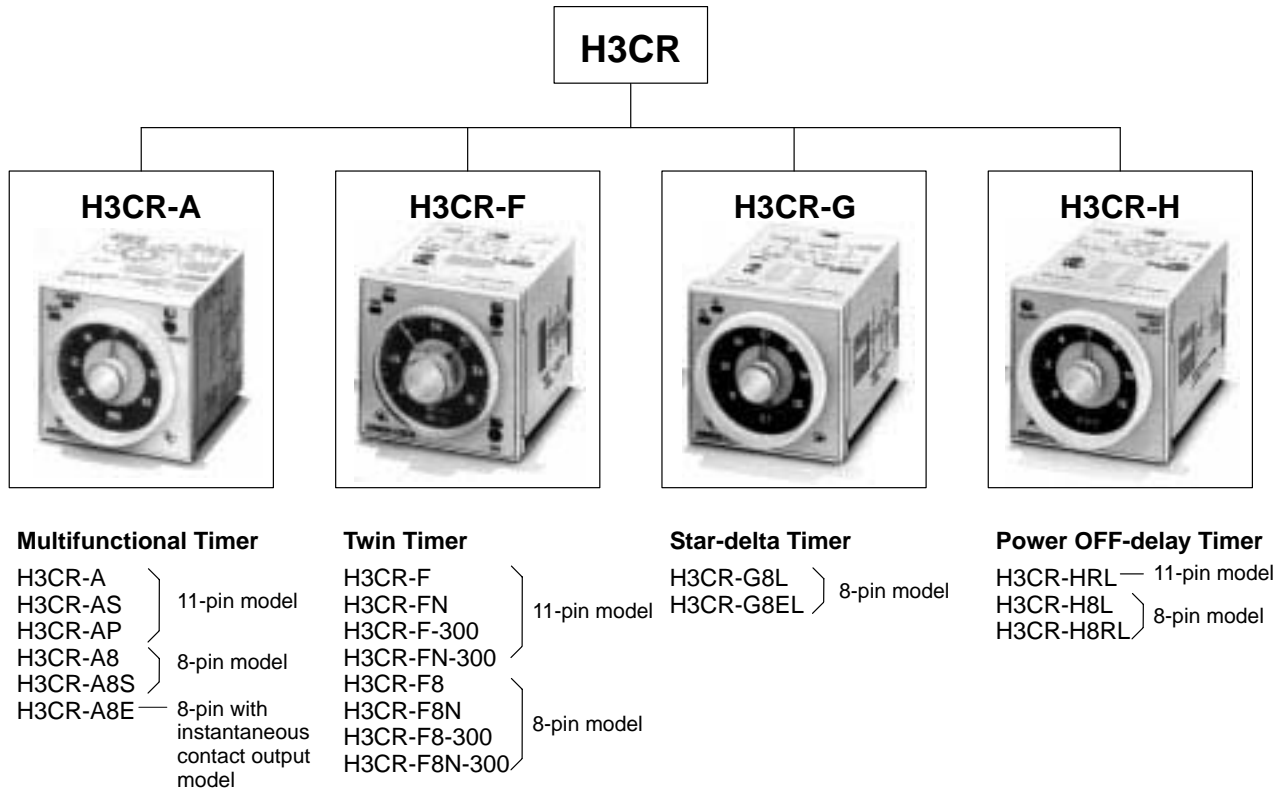 H3CR
H3CR-A
H3CR-F
H3CR-G
H3CR-H
Multifunctional Timer
H3CR-A
H3CR-AS
H3CR-AP
11-pin model
H3CR-A8
H3CR-A8S
8-pin model
H3CR-A8E
8-pin with
instantaneous
contact output
model
Twin Timer
H3CR-F
H3CR-FN
H3CR-F-300
H3CR-FN-300
11-pin model
H3CR-F8
H3CR-F8N
H3CR-F8-300
H3CR-F8N-300
8-pin model
Star-delta Timer
H3CR-G8L
H3CR-G8EL
8-pin model
Power OFF-delay Timer
H3CR-HRL
11-pin model
H3CR-H8L
H3CR-H8RL
8-pin model